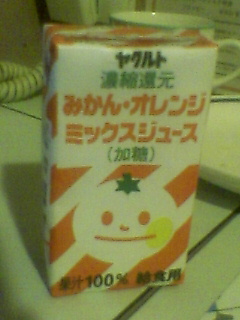 ヤクルト
濃縮還元
みかん・オレンジ
ミックスジュース
(加糖)
果汁100% 給食用